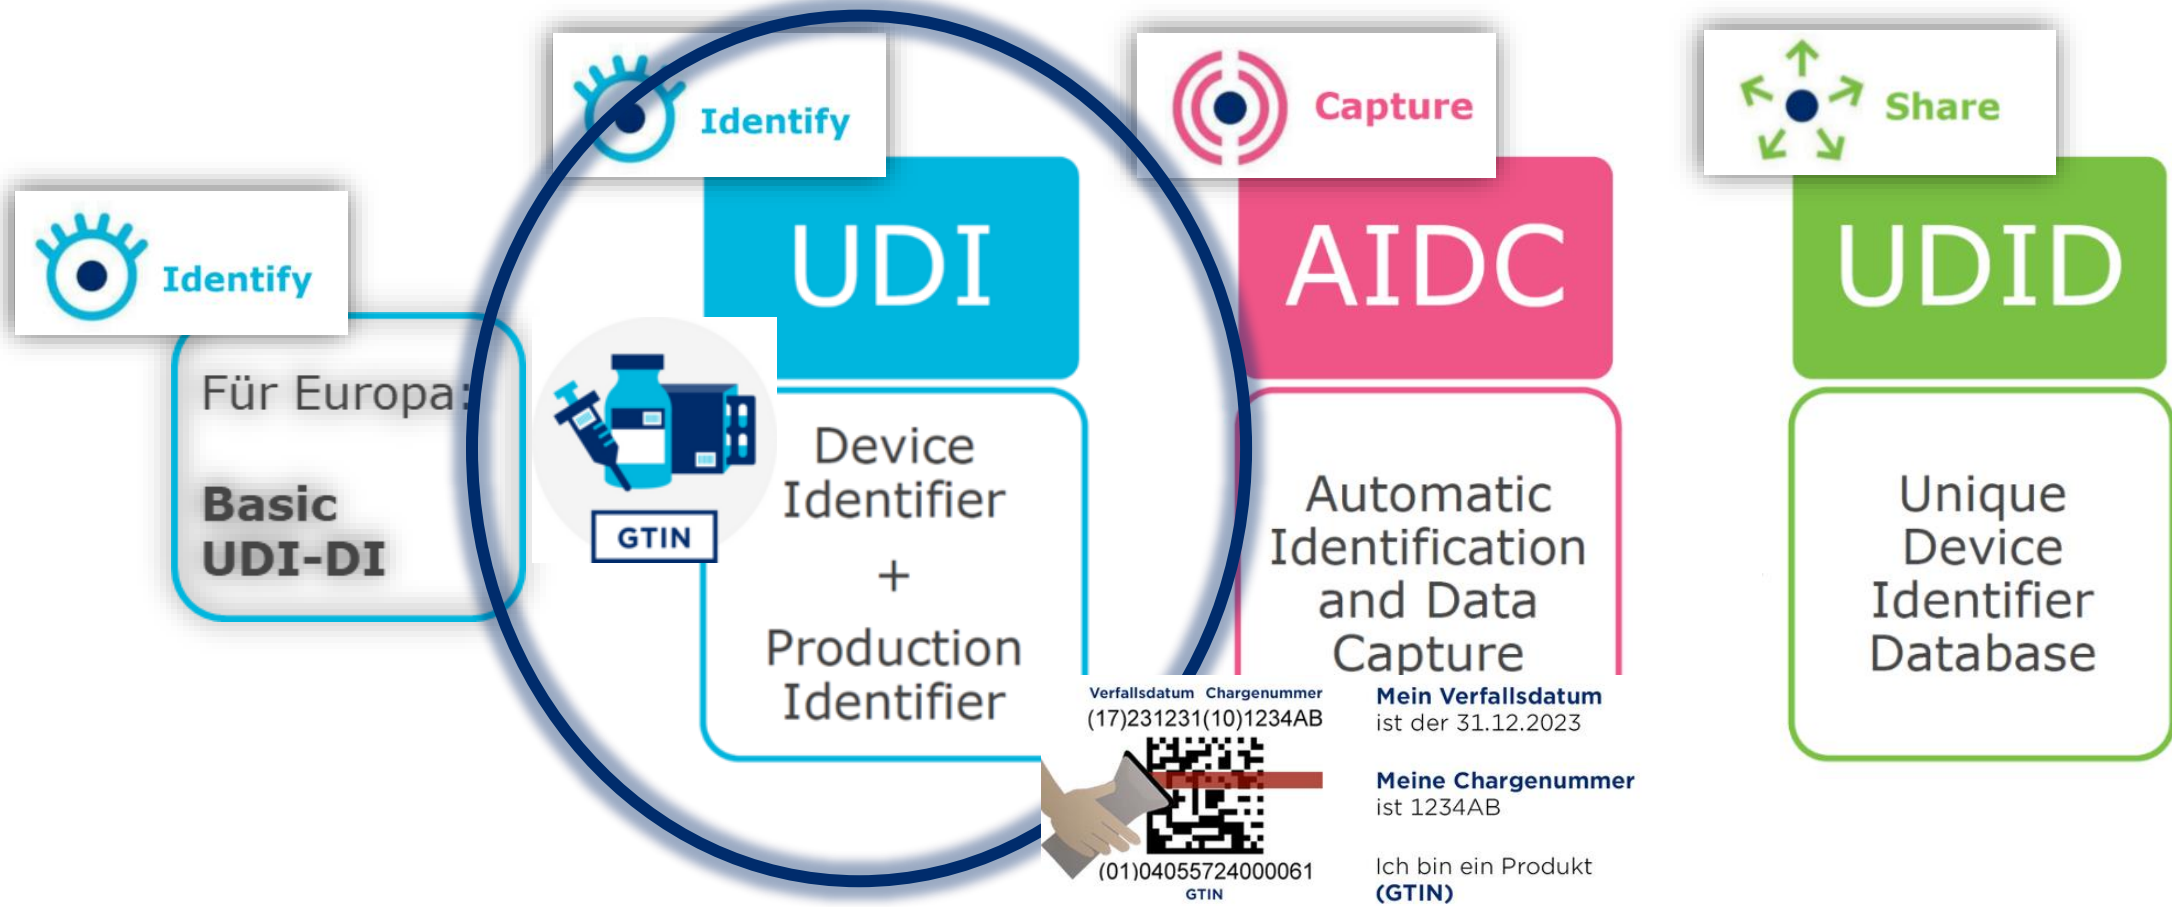 Identify
Für Europa:
Basic
UDI-DI
Identify
UDI
GTIN
Device
Identifier
+
Production
Identifier
Capture
AIDC
Automatic
Identification
and Data
Capture
Verfallsdatum Chargenummer
(17)231231(10)1234AB
(01)04055724000061
GTIN
Mein Verfallsdatum
ist der 31.12.2023
Meine Chargenummer
ist 1234AB
Ich bin ein Produkt
(GTIN)
Share
UDID
Unique
Device
Identifier
Database